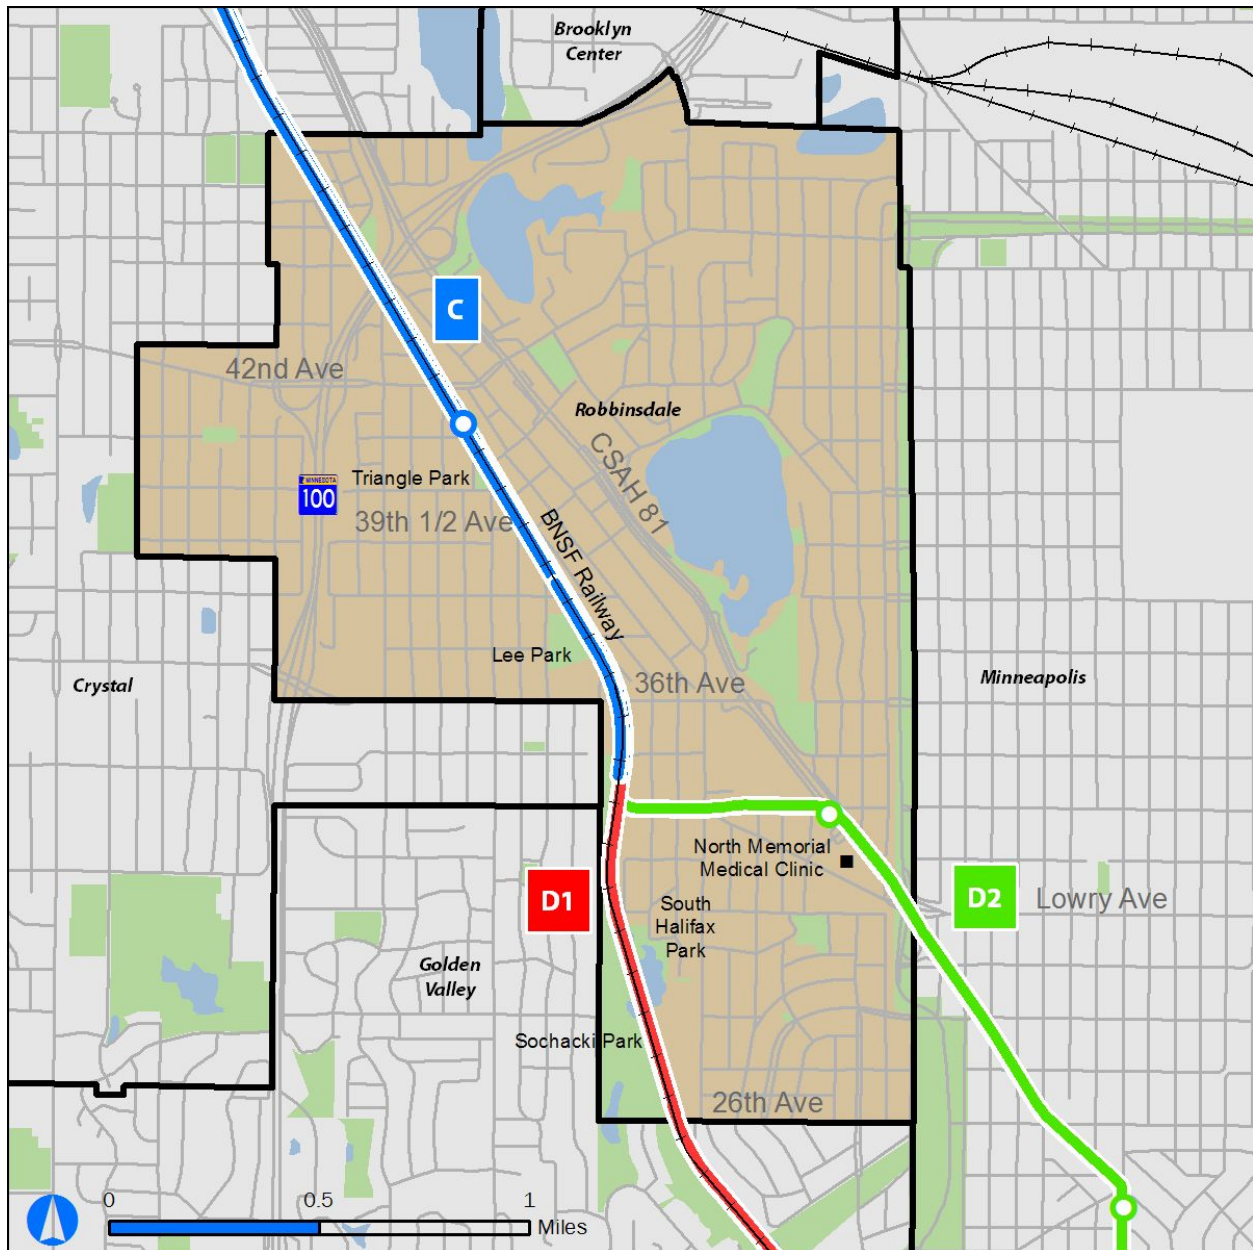 Brooklyn
Center
C
42nd Ave
Robbinsdale
CSAH 81
MINNESOTA
100
Triangle Park
39th 1/2 Ave
BNSF Railway
Lee Park
36th Ave
Crystal
Minneapolis
North Memorial
Medical Clinic
D1
D2
Lowry Ave
South
Halifax
Park
Golden
Valley
Sochacki Park
26th Ave
0 0.5 1
Miles